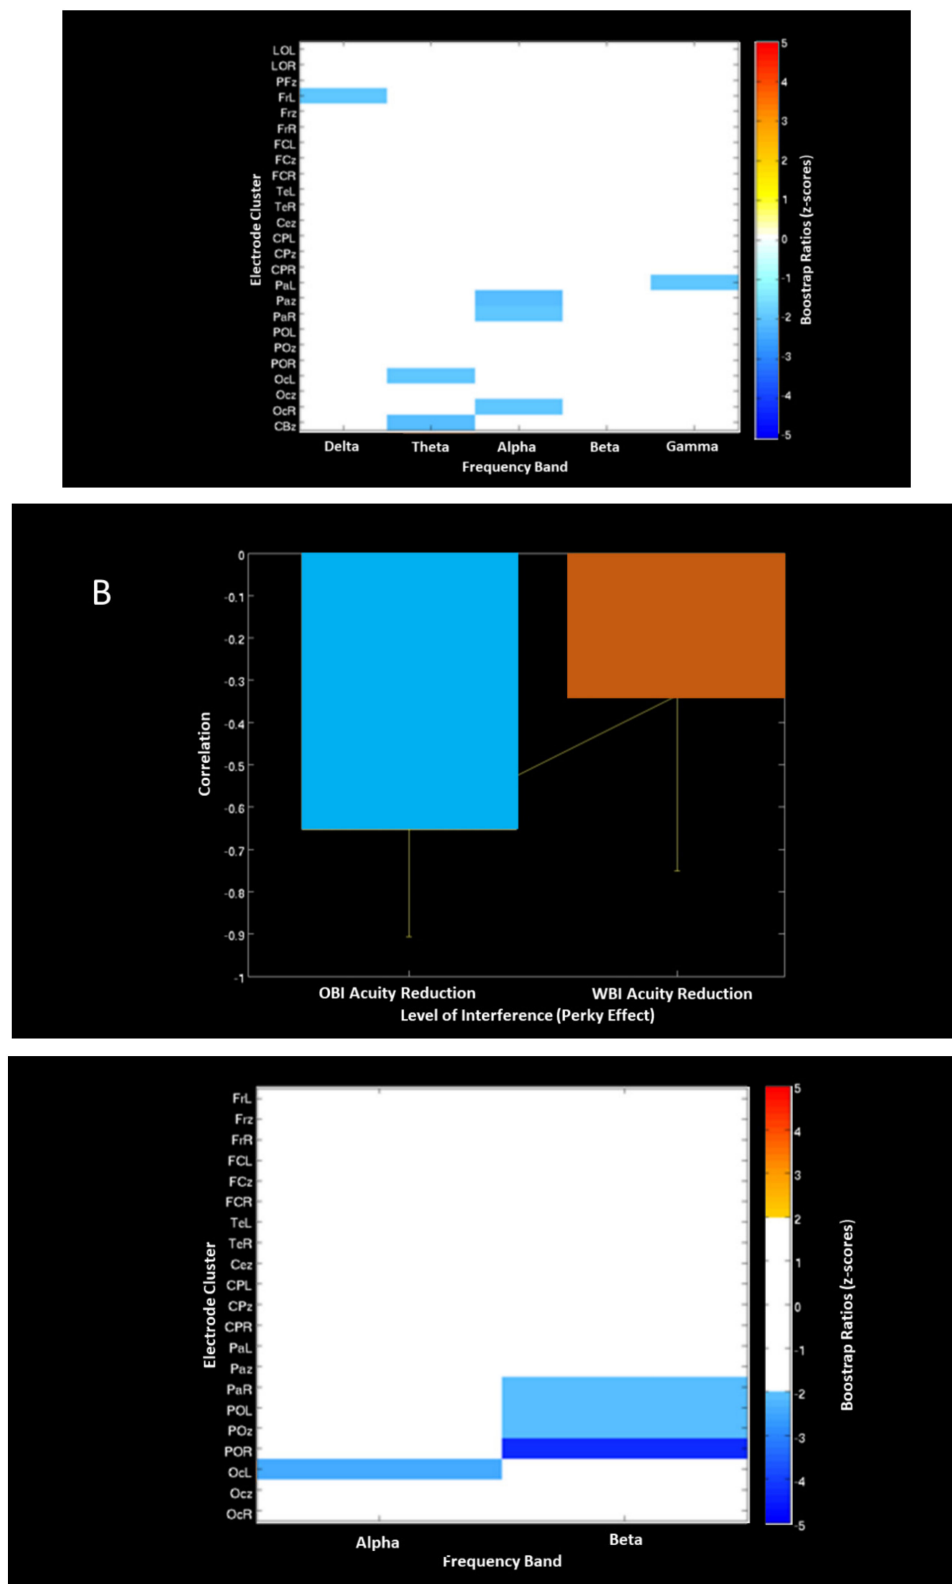 LOL
LOR
PFz
FrL
Frz
FrR
FCL
FCz
FCR
TeL
TeR
Cez
CPL
CPz
CPR
PaL
Paz
PaR
POL
POz
POR
OcL
Ocz
OcR
CBz
Electrode Cluster
Delta Theta Alpha Beta Gamma
Frequency Band
5
4
3
2
1
0
-1
-2
-3
-4
-5
Boostrap Ratios (z-scores)
B
0
-0.1
-0.2
-0.3
-0.4
-0.5
-0.6
-0.7
-0.8
-0.9
-1
Correlation
OBI Acuity Reduction WBI Acuity Reduction
Level of Interference (Perky Effect)
FrL
Frz
FrR
FCL
FCz
FCR
TeL
TeR
Cez
CPL
CPz
CPR
PaL
Paz
PaR
POL
POz
POR
OcL
Ocz
OcR
Electrode Cluster
Alpha Beta
Frequency Band
5
4
3
2
1
0
-1
-2
-3
-4
-5
Boostrap Ratios (z-scores)